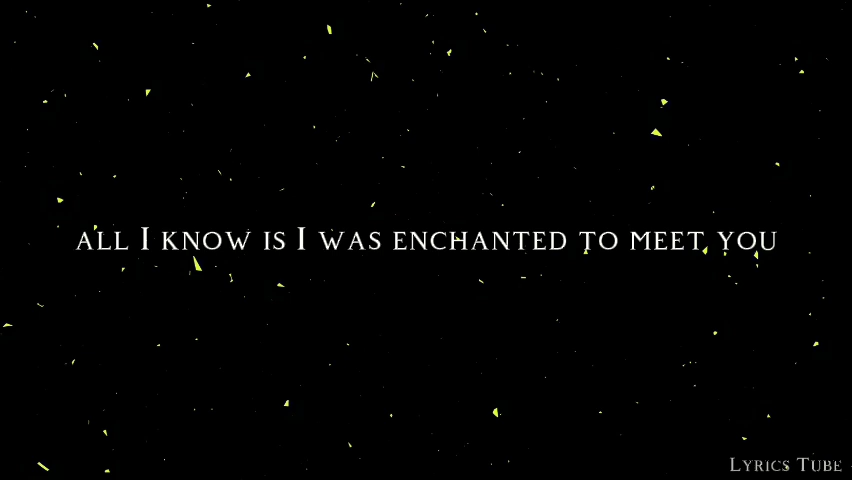 ALL I KNOW IS I WAS ENCHANTED TO MEET YOU
LYRICS TUBE